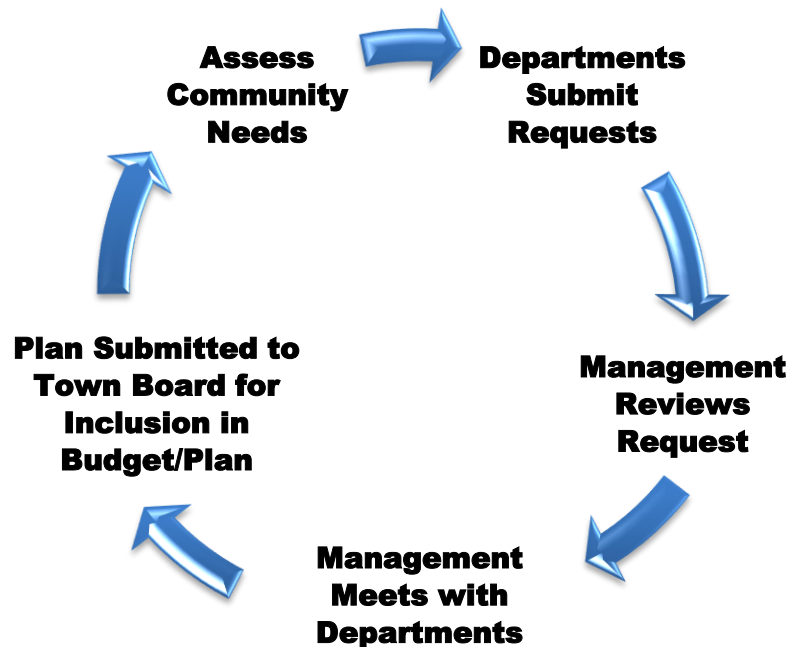 Assess
Community
Needs
Departments
Submit
Requests
Management
Reviews
Request
Management
Meets with
Departments
Plan Submitted to
Town Board for
Inclusion in
Budget/Plan